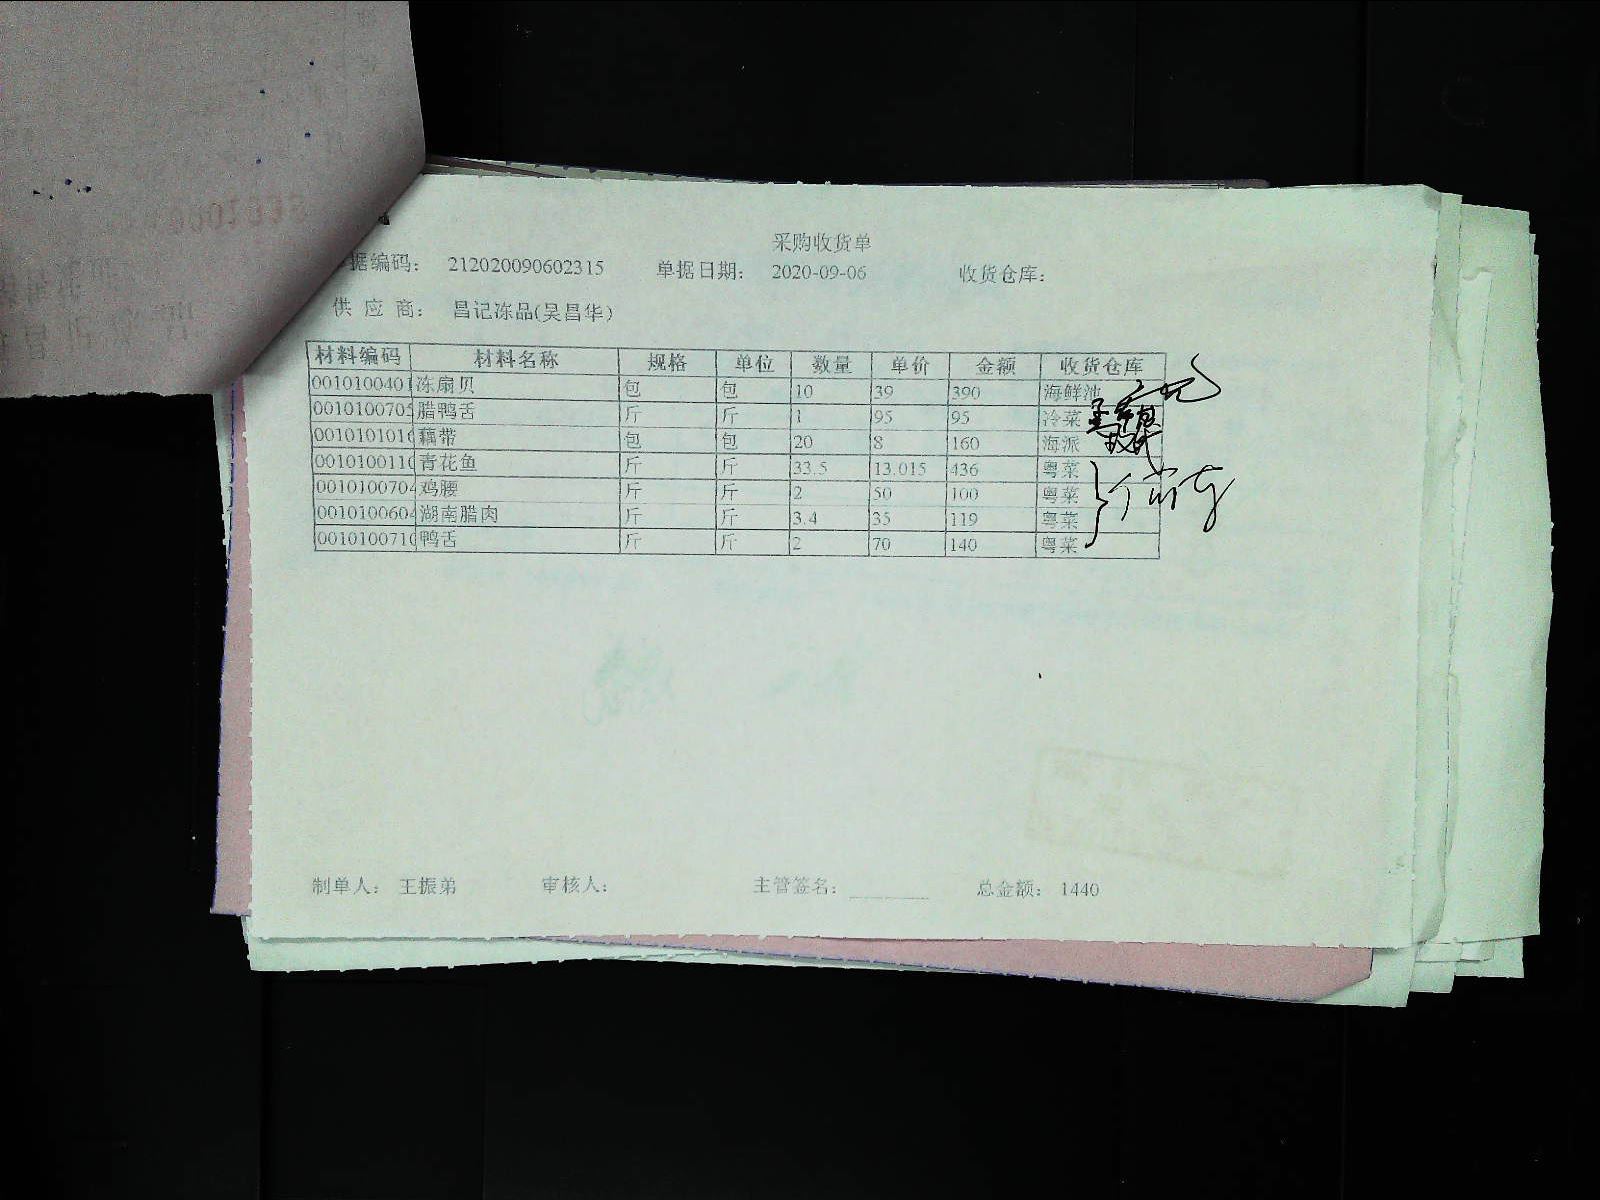 采购收货单
据编码: 212020090602315 单据日期: 2020-09-06 收货仓库:
供 应 商: 昌记冻品(吴昌华)
材料编码 材料名称 规格 单位 数量 单价 金额 收货仓库
0010100401 冻扇贝 包 包 10 39 390 海鲜池
0010100705 腊鸭舌 斤 斤 1 95 95 冷菜
0010101016 藕带 包 包 20 8 160 海派
0010100110 青花鱼 斤 斤 33.5 13.015 436 粤菜
0010100704 鸡腰 斤 斤 2 50 100 粤菜
0010100604 湖南腊肉 斤 斤 3.4 35 119 粤菜
0010100710 鸭舌 斤 斤 2 70 140 粤菜
制单人: 王振弟 审核人: 主管签名: 总金额: 1440